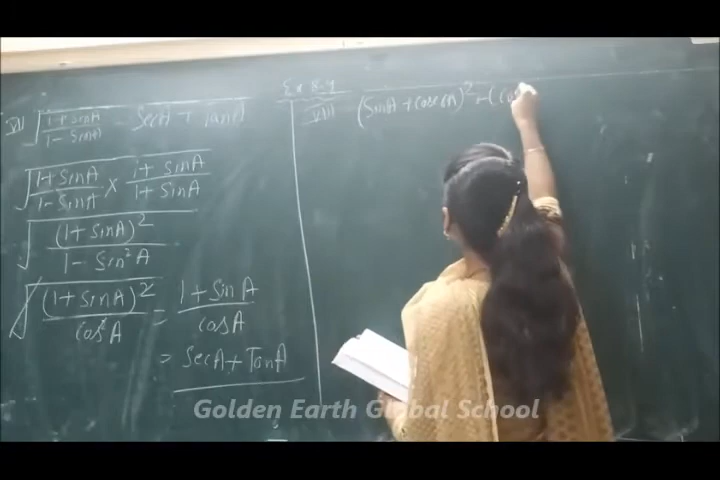 VI) √(1+SinA / 1-SinA) = SecA + TanA
√(1+SinA / 1-SinA) × 1+SinA / 1+SinA
√((1+SinA)² / 1-Sin²A)
√((1+SinA)² / Cos²A) = 1+SinA / CosA
= SecA + TanA
Ex 8.4
VIII) (SinA + CosecA)² + (Cos
Golden Earth Global School